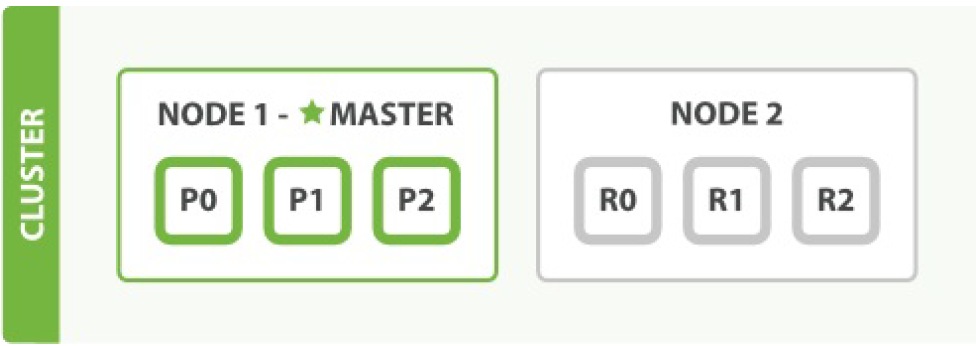 CLUSTER
NODE 1 - ★ MASTER
P0 P1 P2
NODE 2
R0 R1 R2